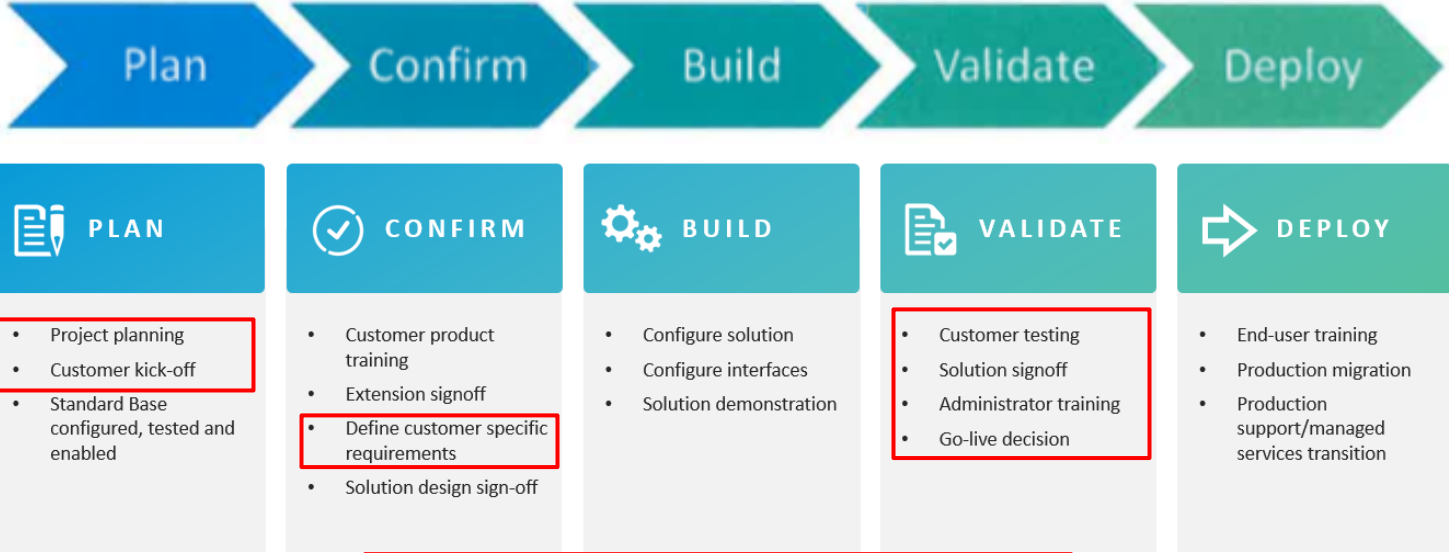 Plan
Confirm
Build
Validate
Deploy
PLAN
CONFIRM
BUILD
VALIDATE
DEPLOY
• Project planning
• Customer kick-off
• Standard Base
configured, tested and
enabled
• Customer product
training
• Extension signoff
• Define customer specific
requirements
• Solution design sign-off
• Configure solution
• Configure interfaces
• Solution demonstration
• Customer testing
• Solution signoff
• Administrator training
• Go-live decision
• End-user training
• Production migration
• Production
support/managed
services transition